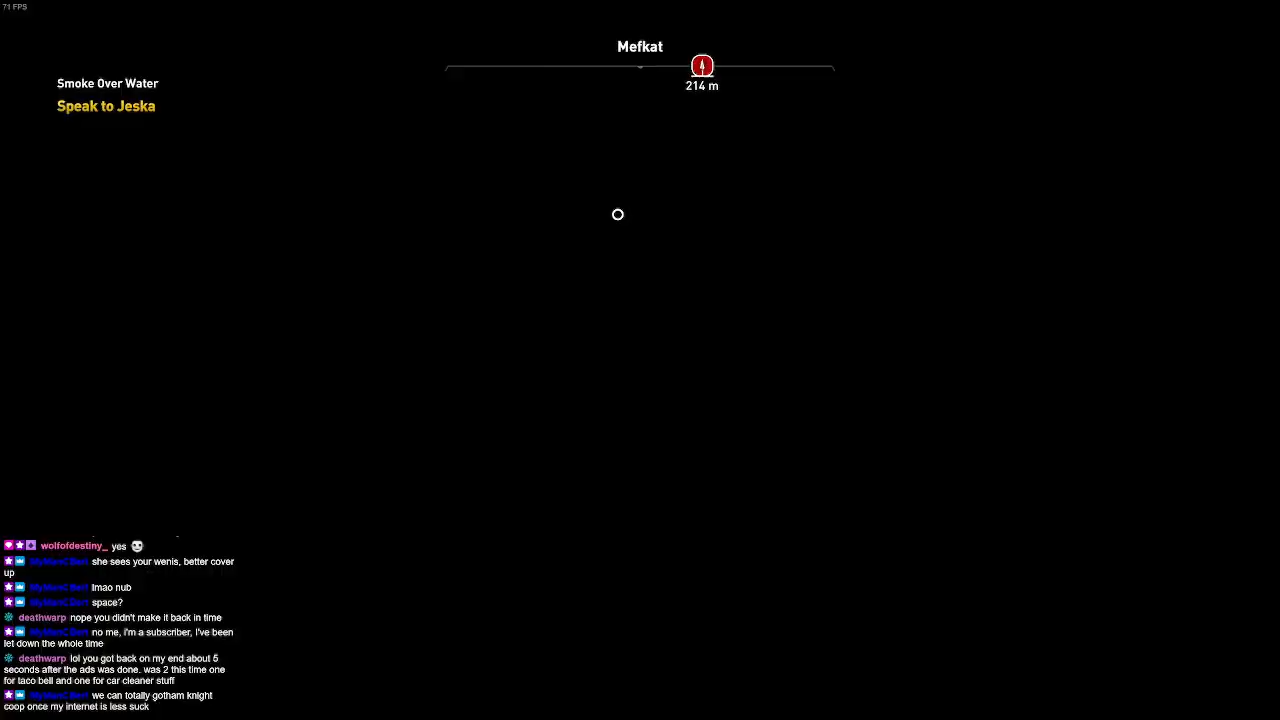 71 FPS
Mefkat
214 m
Smoke Over Water
Speak to Jeska
wolfofdestiny_ yes
she sees your wenis, better cover
up
lmao nub
space?
deathwarp nope you didn't make it back in time
no me, i'm a subscriber, I've been
let down the whole time
deathwarp lol you got back on my end about 5
seconds after the ads was done. was 2 this time one
for taco bell and one for car cleaner stuff
we can totally gotham knight
coop once my internet is less suck